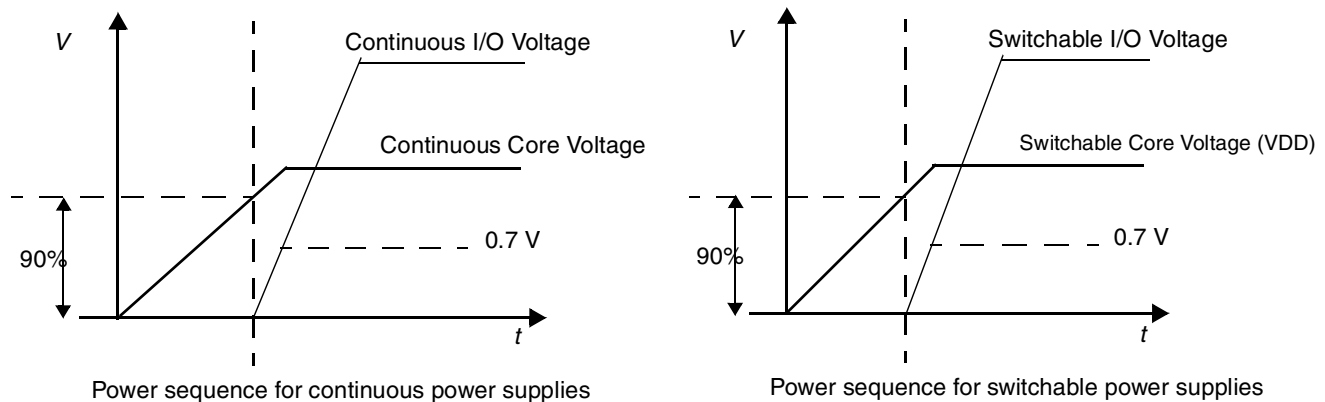 V
Continuous I/O Voltage
Continuous Core Voltage
90%
0.7 V
t
Power sequence for continuous power supplies
V
Switchable I/O Voltage
Switchable Core Voltage (VDD)
90%
0.7 V
t
Power sequence for switchable power supplies